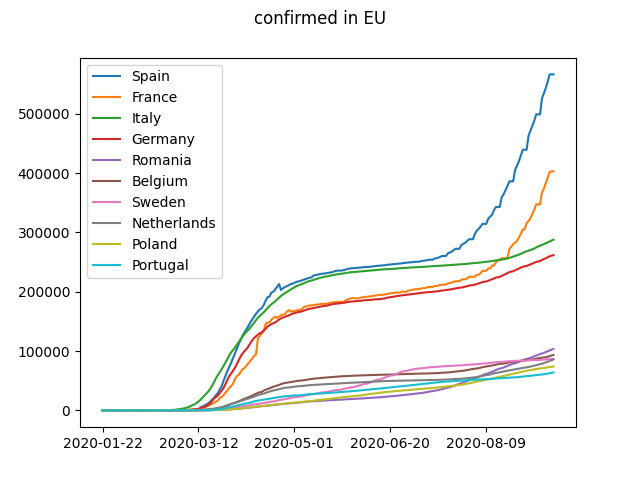 confirmed in EU
Spain
France
Italy
Germany
Romania
Belgium
Sweden
Netherlands
Poland
Portugal
500000
400000
300000
200000
100000
0
2020-01-22 2020-03-12 2020-05-01 2020-06-20 2020-08-09